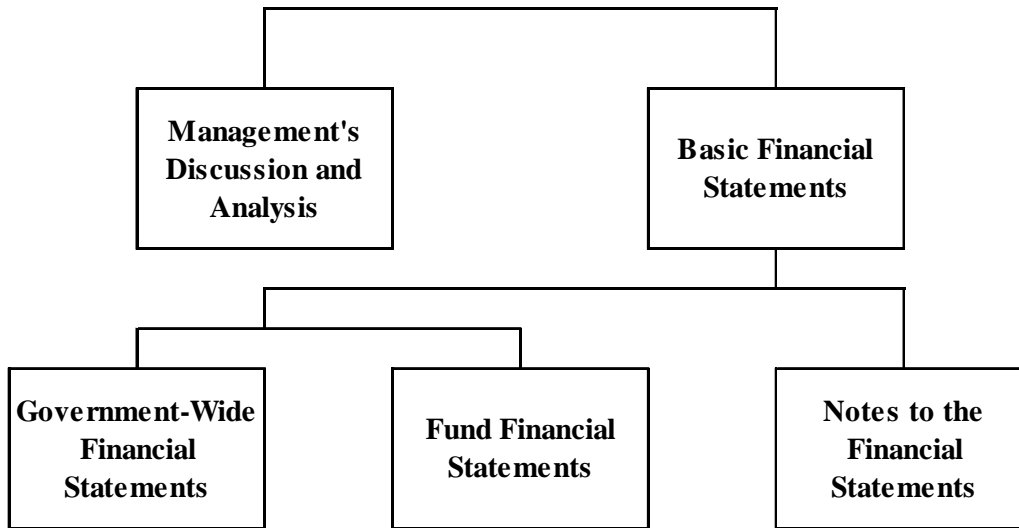 Management's
Discussion and
Analysis
Basic Financial
Statements
Government-Wide
Financial
Statements
Fund Financial
Statements
Notes to the
Financial
Statements